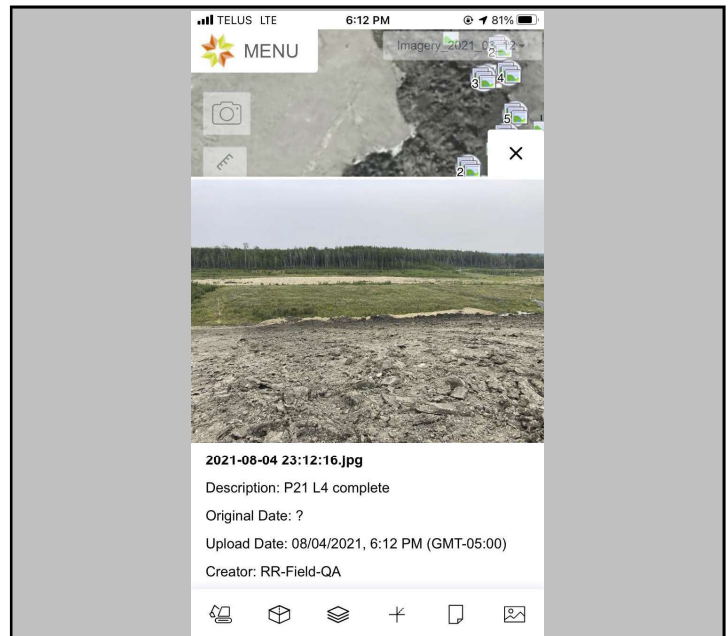 TELUS LTE 6:12 PM 81%
MENU
Imagery_2021_08_12
2
3 4
5
2
2021-08-04 23:12:16.jpg
Description: P21 L4 complete
Original Date: ?
Upload Date: 08/04/2021, 6:12 PM (GMT-05:00)
Creator: RR-Field-QA